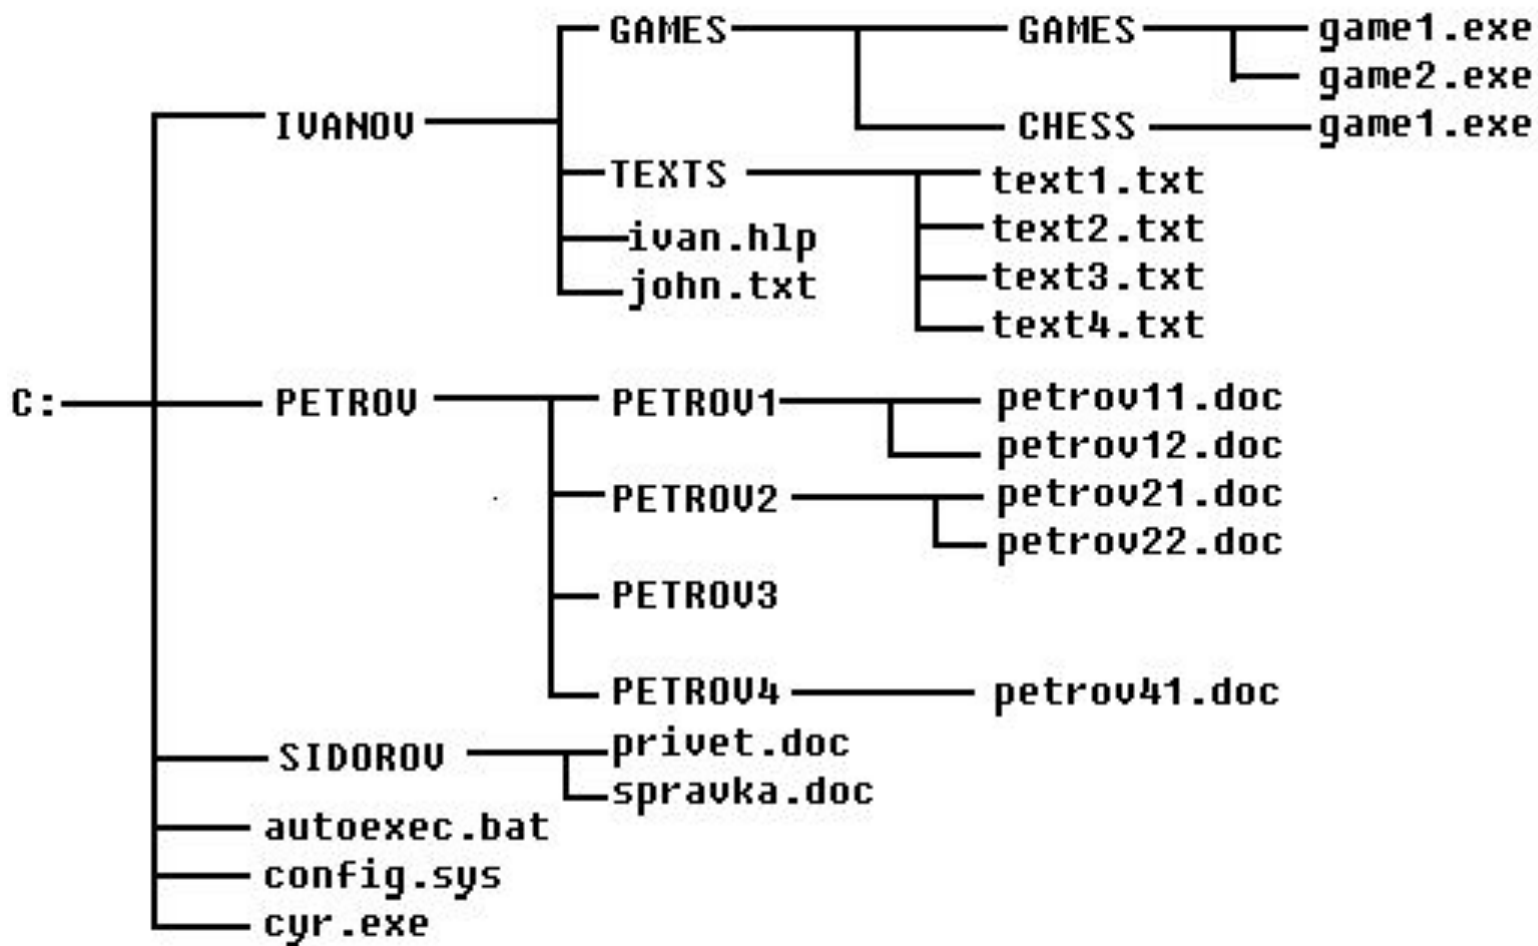 GAMES GAMES game1.exe
game2.exe
IVANOV CHESS game1.exe
TEXTS text1.txt
text2.txt
ivan.hlp
text3.txt
john.txt
text4.txt
C: PETROV PETROV1 petrov11.doc
petrov12.doc
PETROV2 petrov21.doc
petrov22.doc
PETROV3
PETROV4 petrov41.doc
SIDOROV privet.doc
spravka.doc
autoexec.bat
config.sys
cyr.exe